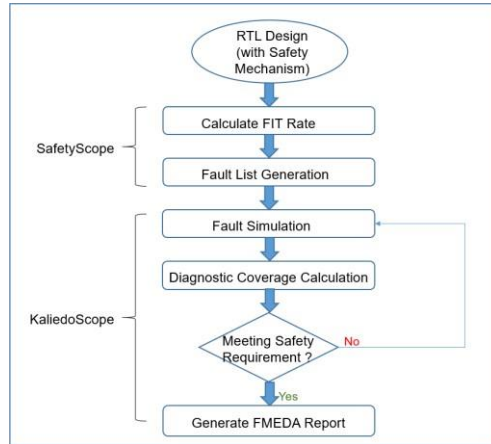 RTL Design
(with Safety
Mechanism)
Calculate FIT Rate
SafetyScope
Fault List Generation
Fault Simulation
Diagnostic Coverage Calculation
KaliedoScope
Meeting Safety
Requirement ?
No
Yes
Generate FMEDA Report